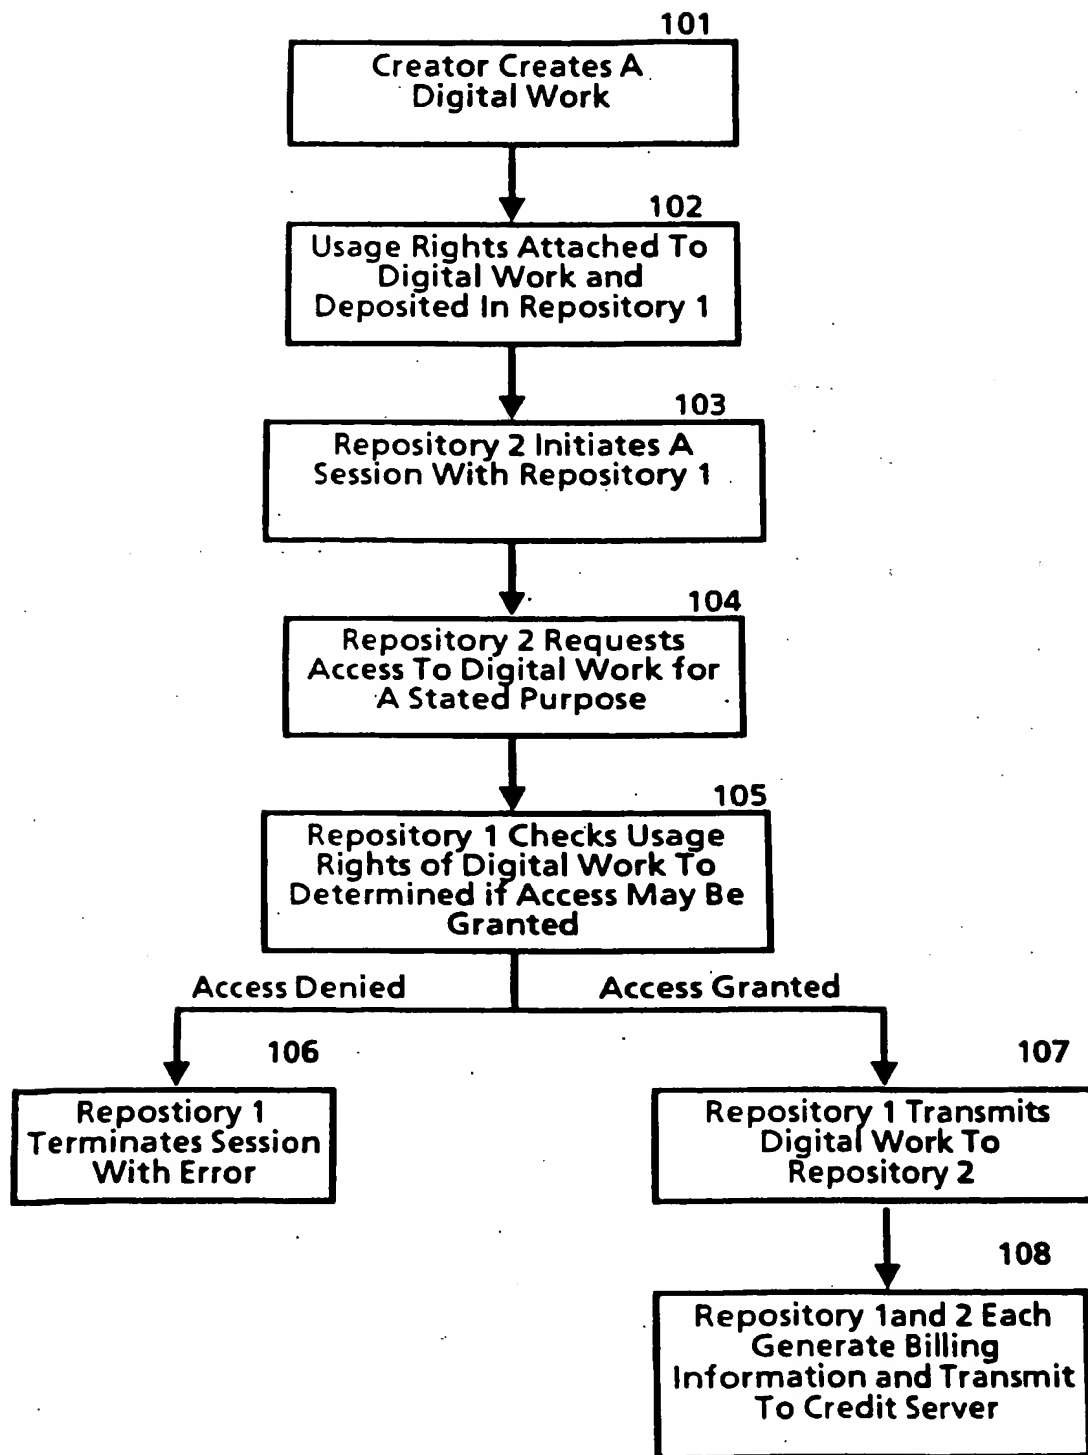 101
Creator Creates A
Digital Work
102
Usage Rights Attached To
Digital Work and
Deposited In Repository 1
103
Repository 2 Initiates A
Session With Repository 1
104
Repository 2 Requests
Access To Digital Work for
A Stated Purpose
105
Repository 1 Checks Usage
Rights of Digital Work To
Determined if Access May Be
Granted
Access Denied
Access Granted
106
Repostiory 1
Terminates Session
With Error
107
Repository 1 Transmits
Digital Work To
Repository 2
108
Repository 1and 2 Each
Generate Billing
Information and Transmit
To Credit Server